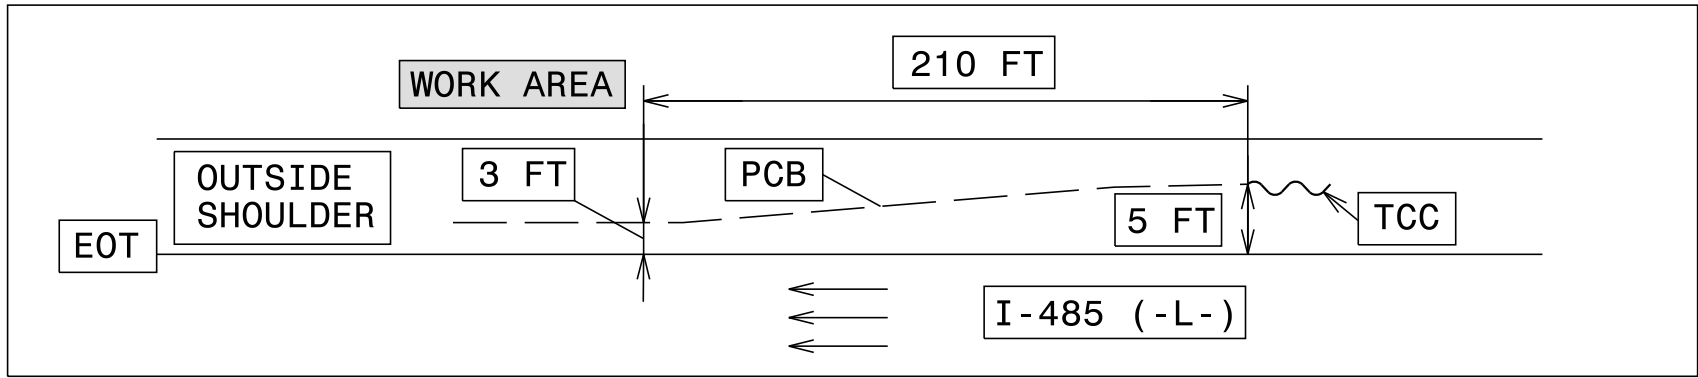 210 FT
WORK AREA
OUTSIDE
SHOULDER
3 FT
PCB
5 FT
TCC
EOT
I-485 (-L-)